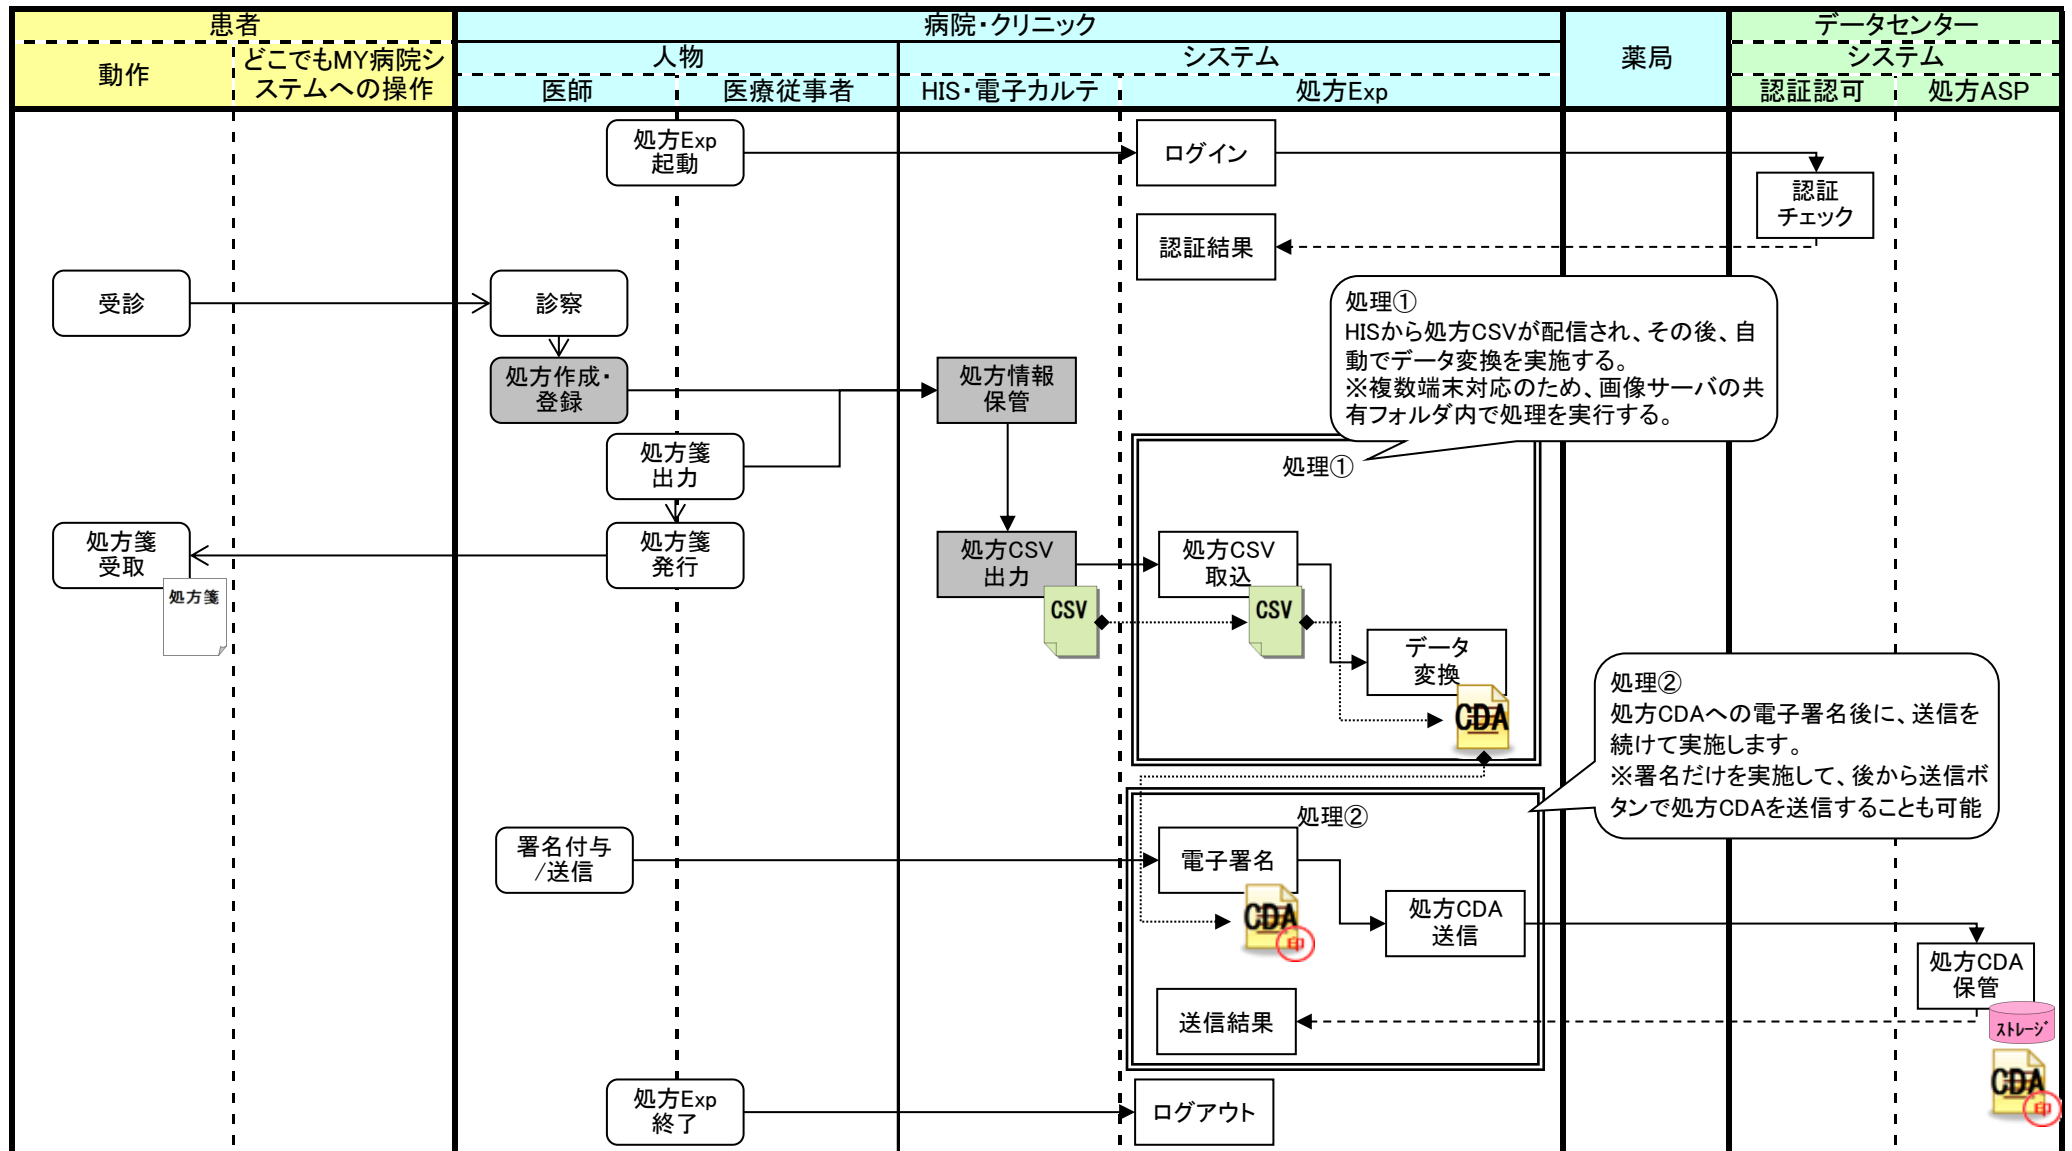 患者
病院・クリニック
データセンター
動作
どこでもMY病院シ
ステムへの操作
人物
システム
薬局
システム
医師
医療従事者
HIS・電子カルテ
処方Exp
認証認可
処方ASP
処方Exp
起動
ログイン
認証
チェック
認証結果
受診
診察
処理①
HISから処方CSVが配信され、その後、自
動でデータ変換を実施する。
※複数端末対応のため、画像サーバの共
有フォルダ内で処理を実行する。
処方作成・
登録
処方情報
保管
処方箋
出力
処理①
処方箋
受取
処方箋
処方箋
発行
処方CSV
出力
CSV
処方CSV
取込
CSV
データ
変換
CDA
処理②
処方CDAへの電子署名後に、送信を
続けて実施します。
※署名だけを実施して、後から送信ボ
タンで処方CDAを送信することも可能
処理②
署名付与
/送信
電子署名
CDA
印
処方CDA
送信
処方CDA
保管
ｽﾄﾚｰｼﾞ
CDA
印
送信結果
処方Exp
終了
ログアウト